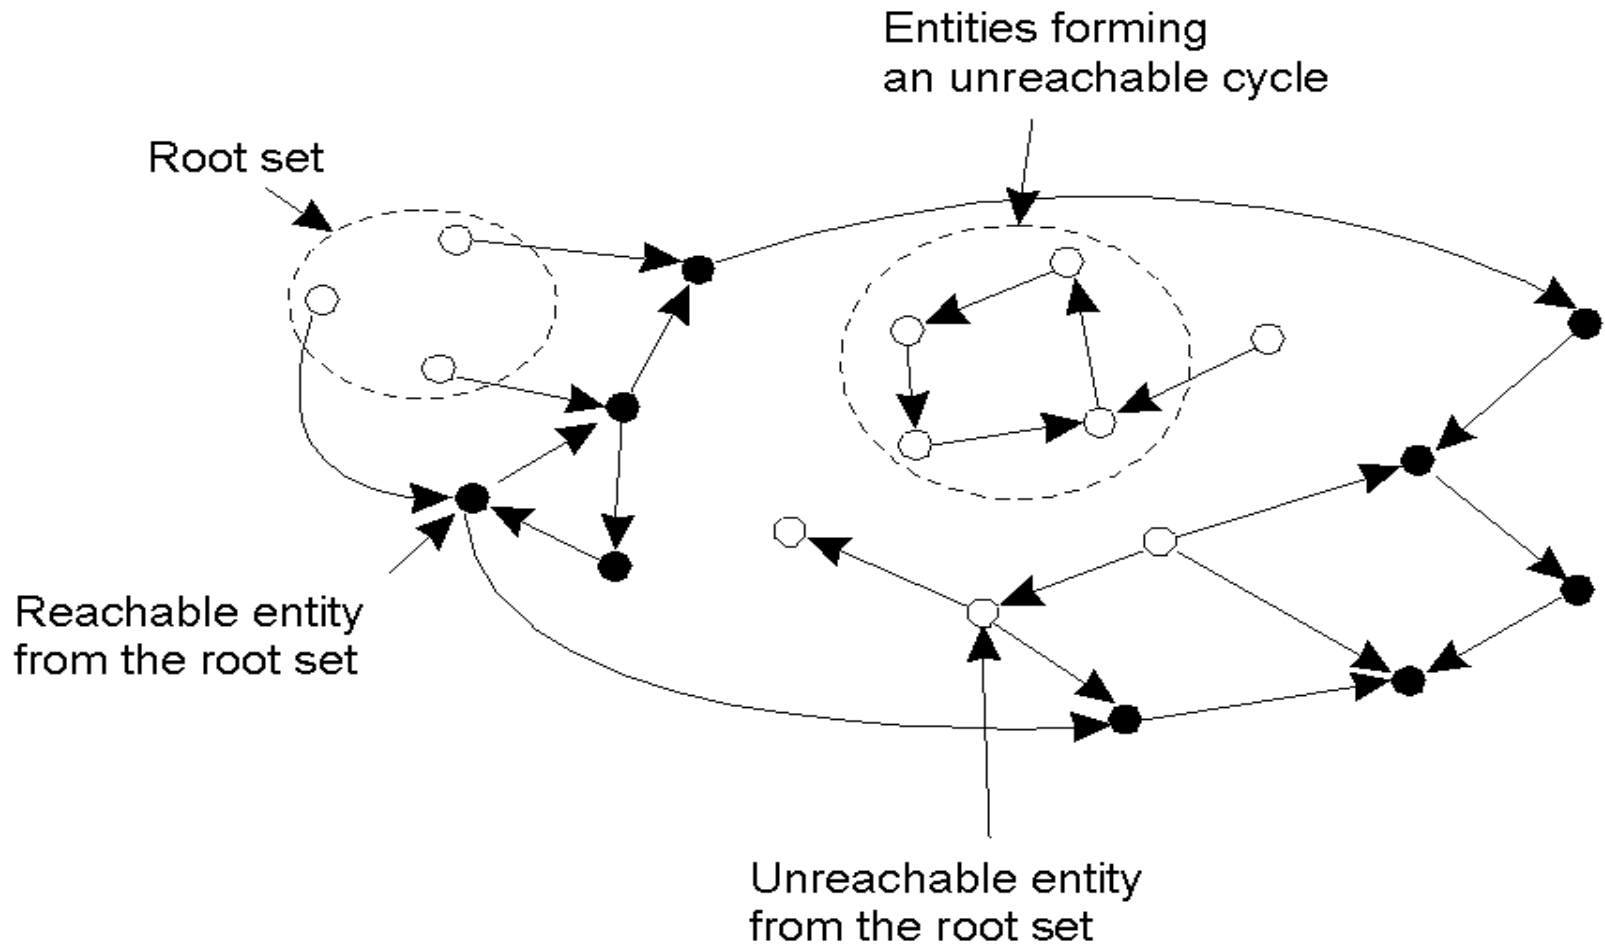 Entities forming
an unreachable cycle
Root set
Reachable entity
from the root set
Unreachable entity
from the root set